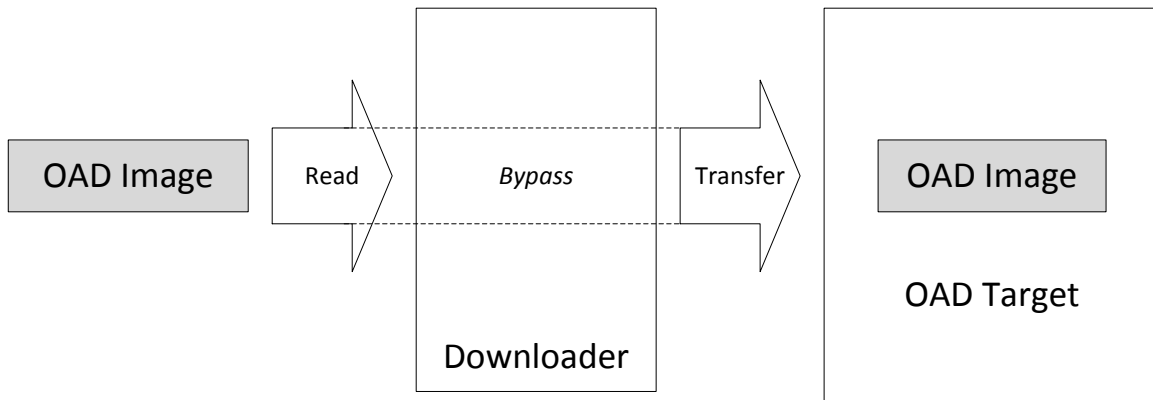 OAD Image
Read
Bypass
Transfer
OAD Image
OAD Target
Downloader